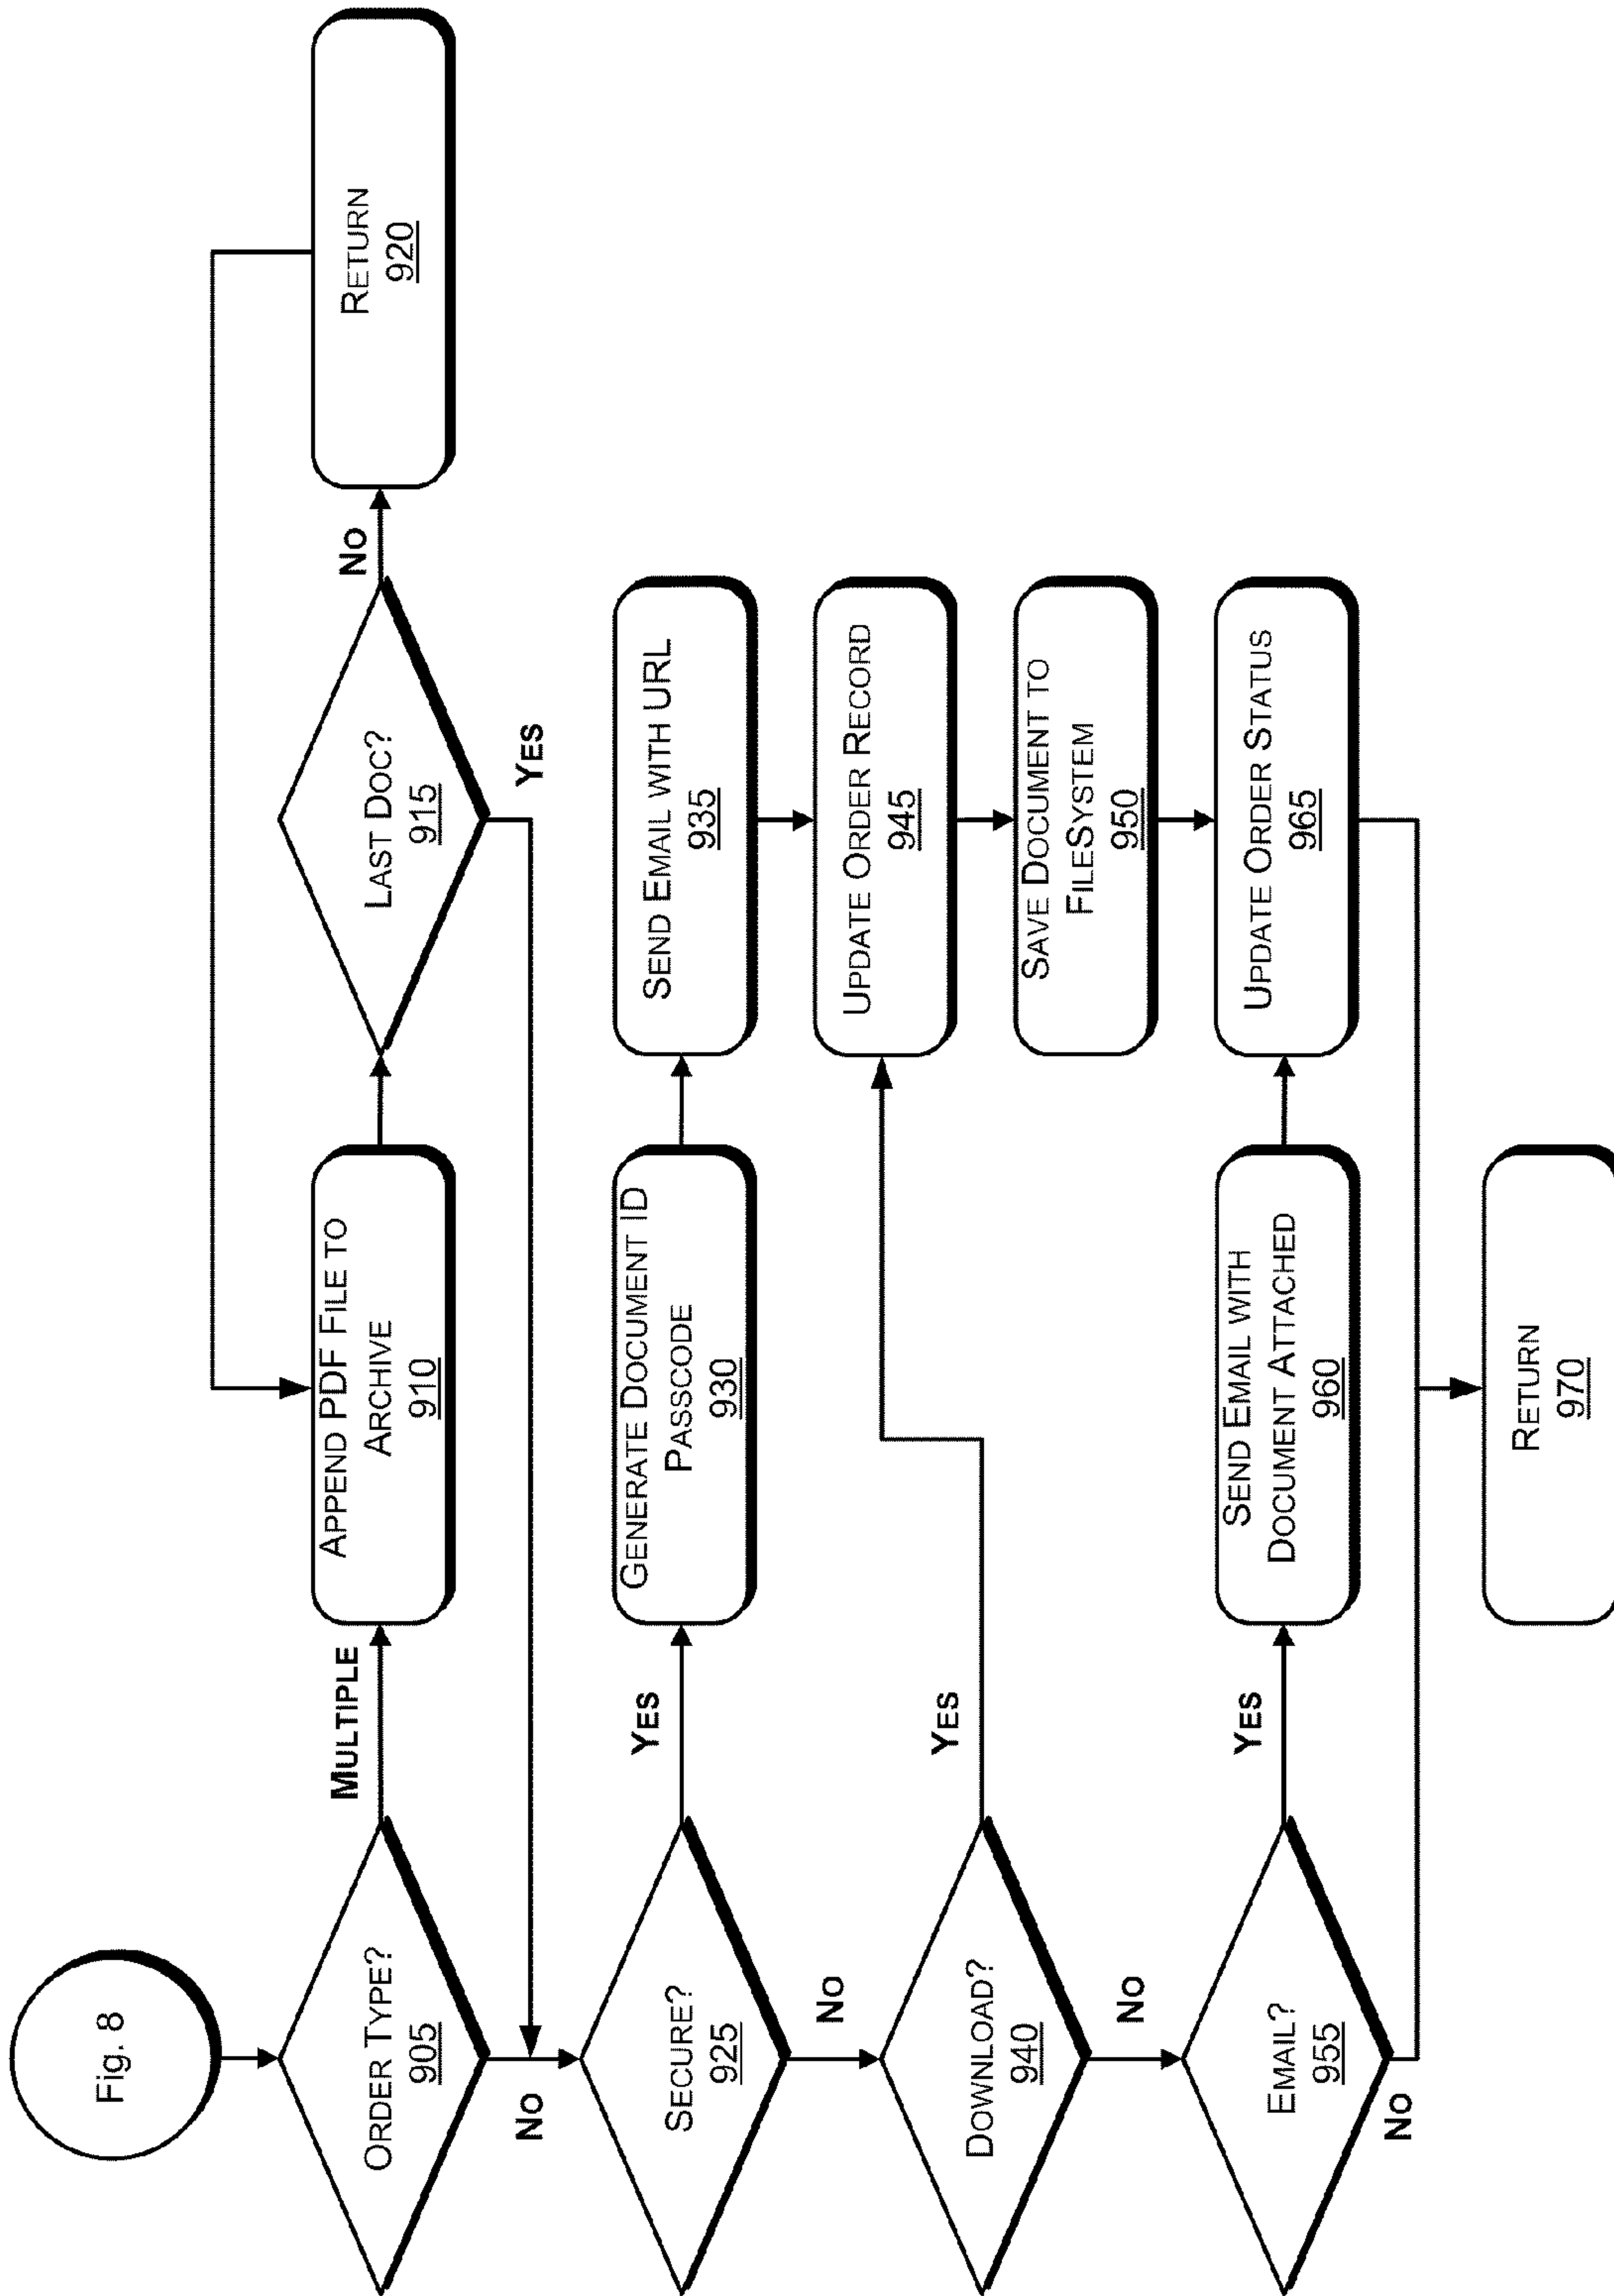 Fig. 8
ORDER TYPE?
905
MULTIPLE
APPEND PDF FILE TO
ARCHIVE
910
LAST DOC?
915
NO
RETURN
920
YES
NO
SECURE?
925
YES
GENERATE DOCUMENT ID
PASSCODE
930
SEND EMAIL WITH URL
935
NO
DOWNLOAD?
940
YES
UPDATE ORDER RECORD
945
SAVE DOCUMENT TO
FILESYSTEM
950
NO
EMAIL?
955
YES
SEND EMAIL WITH
DOCUMENT ATTACHED
960
UPDATE ORDER STATUS
965
NO
RETURN
970